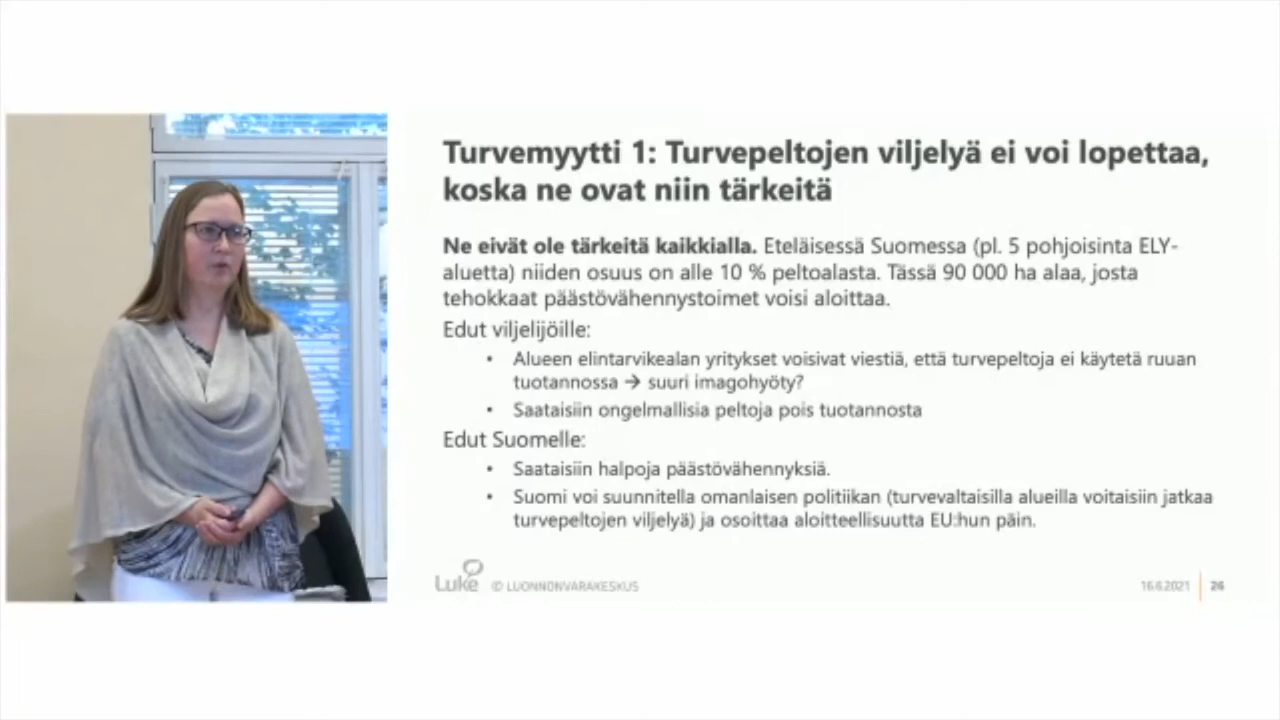 Turvemyytti 1: Turvepeltojen viljelyä ei voi lopettaa,
koska ne ovat niin tärkeitä
Ne eivät ole tärkeitä kaikkialla. Eteläisessä Suomessa (pl. 5 pohjoisinta ELY-
aluetta) niiden osuus on alle 10 % peltoalasta. Tässä 90 000 ha alaa, josta
tehokkaat päästövähennystoimet voisi aloittaa.
Edut viljelijöille:
• Alueen elintarvikealan yritykset voisivat viestiä, että turvepeltoja ei käytetä ruuan
tuotannossa → suuri imagohyöty?
• Saataisiin ongelmallisia peltoja pois tuotannosta
Edut Suomelle:
• Saataisiin halpoja päästövähennyksiä.
• Suomi voi suunnitella omanlaisen politiikan (turvevaltaisilla alueilla voitaisiin jatkaa
turvepeltojen viljelyä) ja osoittaa aloitteellisuutta EU:hun päin.
Luke © LUONNONVARAKESKUS 16.6.2021 26